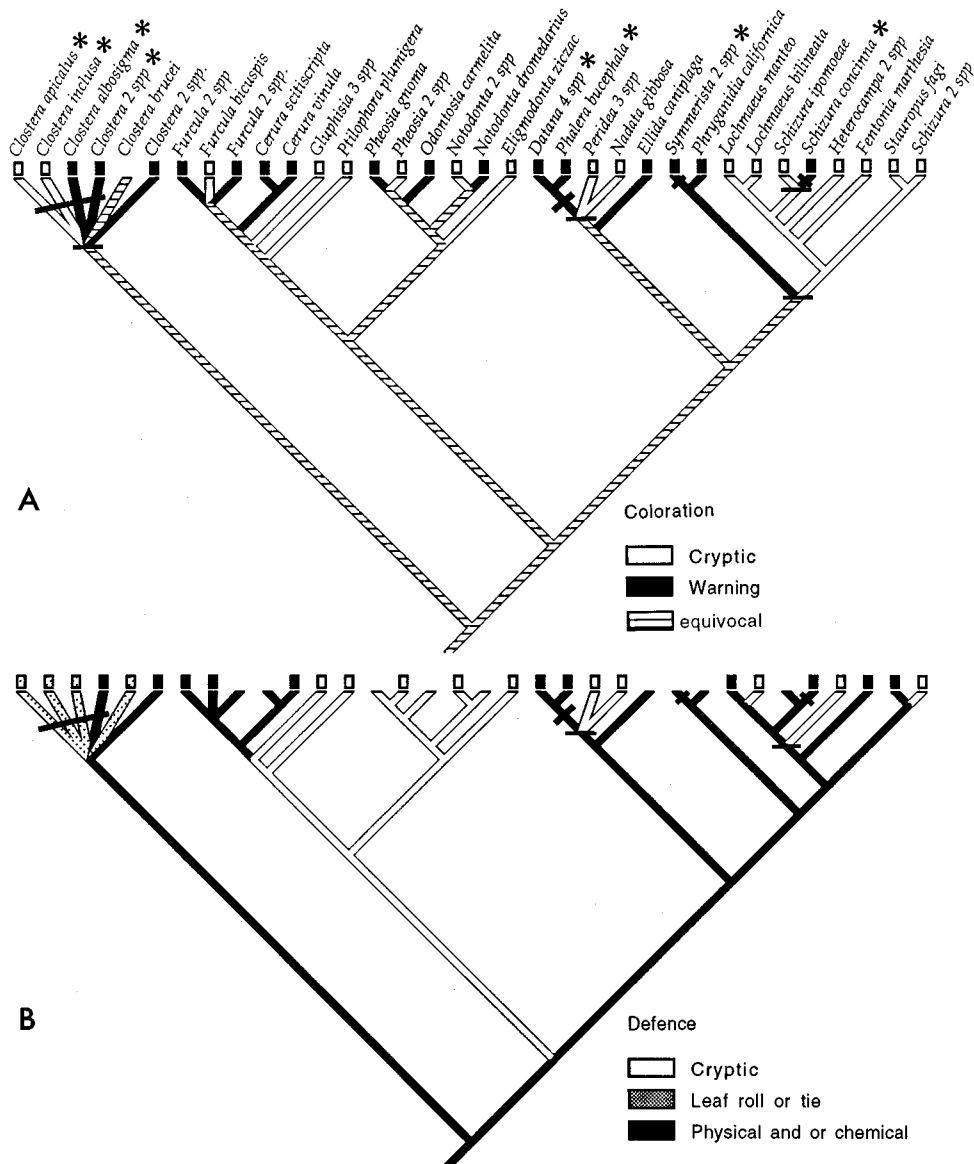 Clostera apicalus *
Clostera inclusa *
Clostera albosigma *
Clostera 2 spp *
Clostera brucei
Clostera 2 spp.
Furcula 2 spp
Furcula bicuspis
Furcula 2 spp.
Cerura scitiscripta
Cerura vinula
Gluphisia 3 spp
Ptilophora plumigera
Pheosia gnoma
Pheosia 2 spp
Odontosia carmelita
Notodonta 2 spp
Notodonta dromedarius
Eligmodonta ziczac
Datana 4 spp *
Phalera bucephala *
Peridea 3 spp
Nadata gibbosa
Ellida caniplaga
Symmerista 2 spp *
Phryganidia californica
Lochmaeus manteo
Lochmaeus bilineata
Schizura ipomoeae
Schizura concinna *
Heterocampa 2 spp
Fentonia marthesia
Stauropus fagi
Schizura 2 spp
A
Coloration
Cryptic
Warning
equivocal
B
Defence
Cryptic
Leaf roll or tie
Physical and or chemical